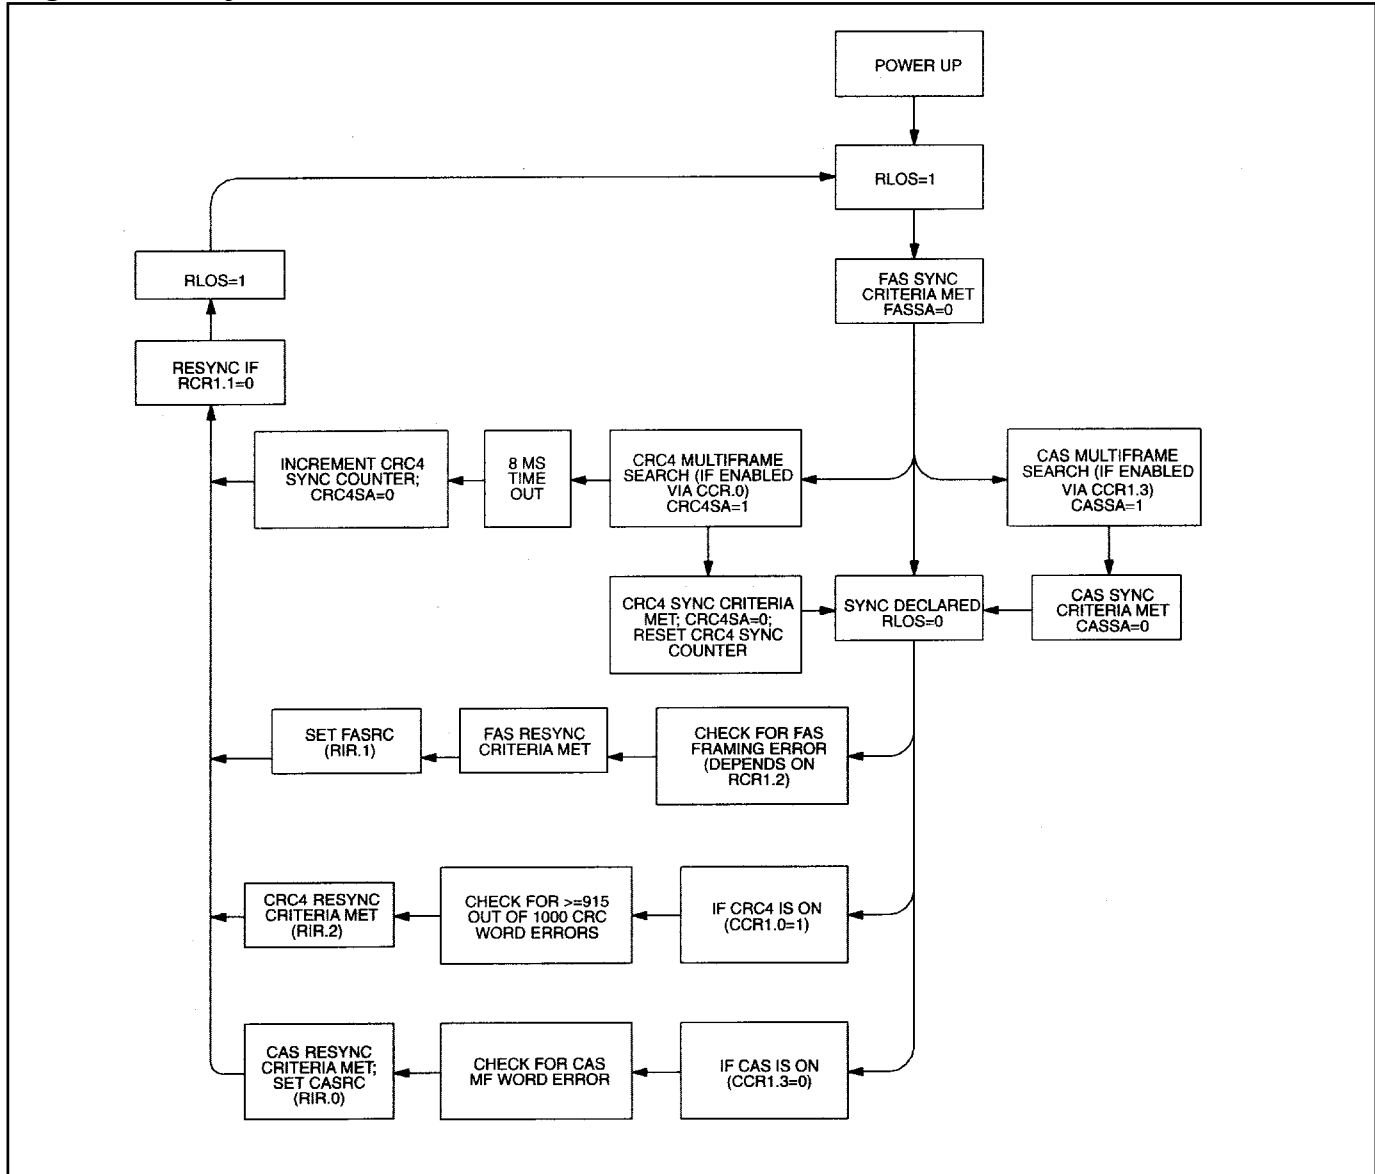 POWER UP
RLOS=1
FAS SYNC
CRITERIA MET
FASSA=0
RLOS=1
RESYNC IF
RCR1.1=0
INCREMENT CRC4
SYNC COUNTER;
CRC4SA=0
8 MS
TIME
OUT
CRC4 MULTIFRAME
SEARCH (IF ENABLED
VIA CCR.0)
CRC4SA=1
CAS MULTIFRAME
SEARCH (IF ENABLED
VIA CCR1.3)
CASSA=1
CRC4 SYNC CRITERIA
MET; CRC4SA=0;
RESET CRC4 SYNC
COUNTER
SYNC DECLARED
RLOS=0
CAS SYNC
CRITERIA MET
CASSA=0
SET FASRC
(RIR.1)
FAS RESYNC
CRITERIA MET
CHECK FOR FAS
FRAMING ERROR
(DEPENDS ON
RCR1.2)
CRC4 RESYNC
CRITERIA MET
(RIR.2)
CHECK FOR >=915
OUT OF 1000 CRC
WORD ERRORS
IF CRC4 IS ON
(CCR1.0=1)
CAS RESYNC
CRITERIA MET;
SET CASRC
(RIR.0)
CHECK FOR CAS
MF WORD ERROR
IF CAS IS ON
(CCR1.3=0)